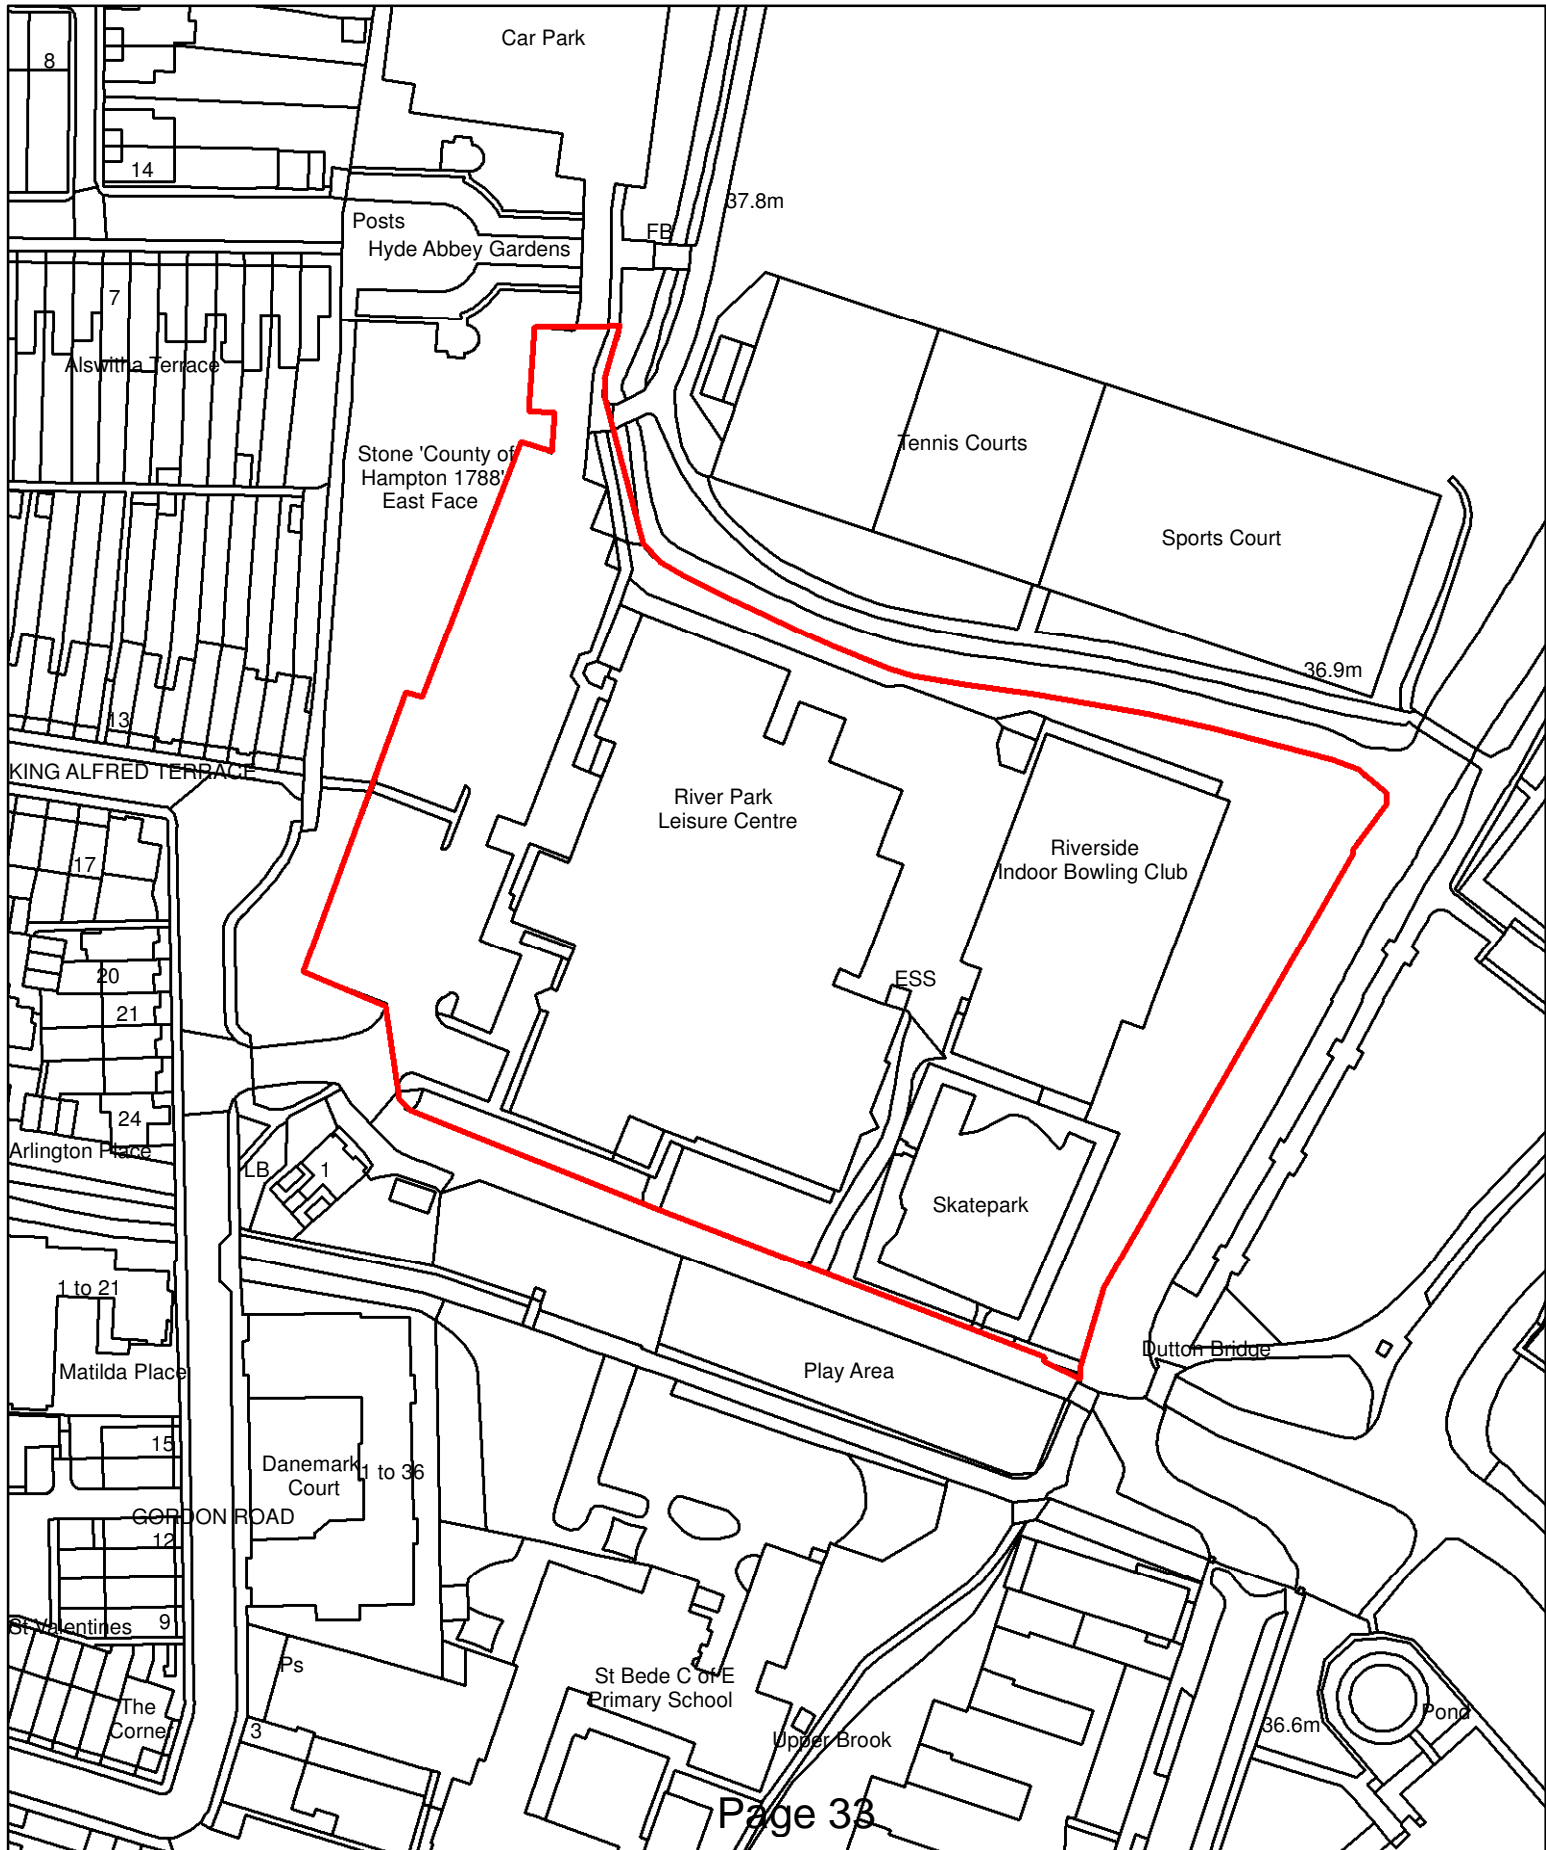 Car Park
8
14
37.8m
Posts
FB
Hyde Abbey Gardens
7
Alswitha Terrace
Tennis Courts
Stone 'County of
Hampton 1788'
East Face
Sports Court
36.9m
13
KING ALFRED TERRACE
River Park
Leisure Centre
Riverside
Indoor Bowling Club
17
20
ESS
21
24
Arlington Place
LB
1
Skatepark
1 to 21
Dutton Bridge
Matilda Place
Play Area
15
Danemark
Court
1 to 36
GORDON ROAD
12
9
St Valentines
Ps
St Bede C of E
Primary School
The
Corner
3
Upper Brook
36.6m
Pond
Page 33